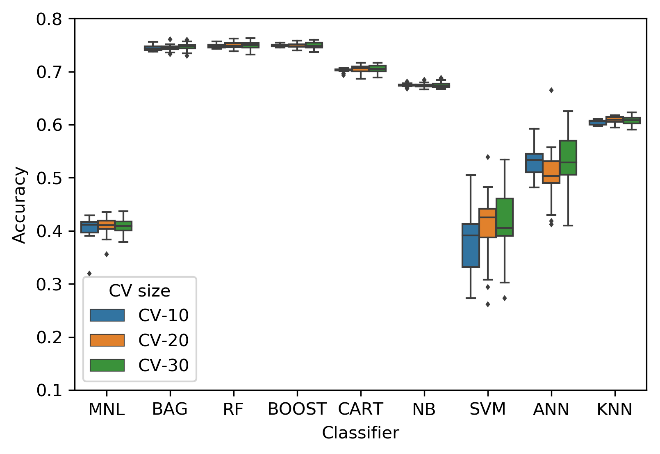 0.8
0.7
0.6
0.5
0.4
0.3
0.2
0.1
Accuracy
CV size
CV-10
CV-20
CV-30
MNL BAG RF BOOST CART NB SVM ANN KNN
Classifier